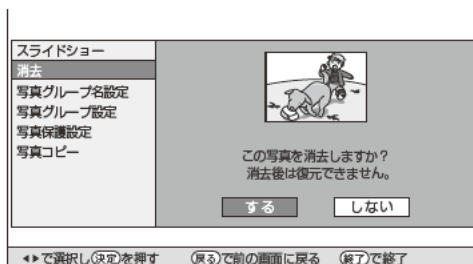 スライドショー
消去
写真グループ名設定
写真グループ設定
写真保護設定
写真コピー
この写真を消去しますか？
消去後は復元できません。
する　しない
◀▶で選択し(決定)を押す　(戻る)で前の画面に戻る　(終了)で終了